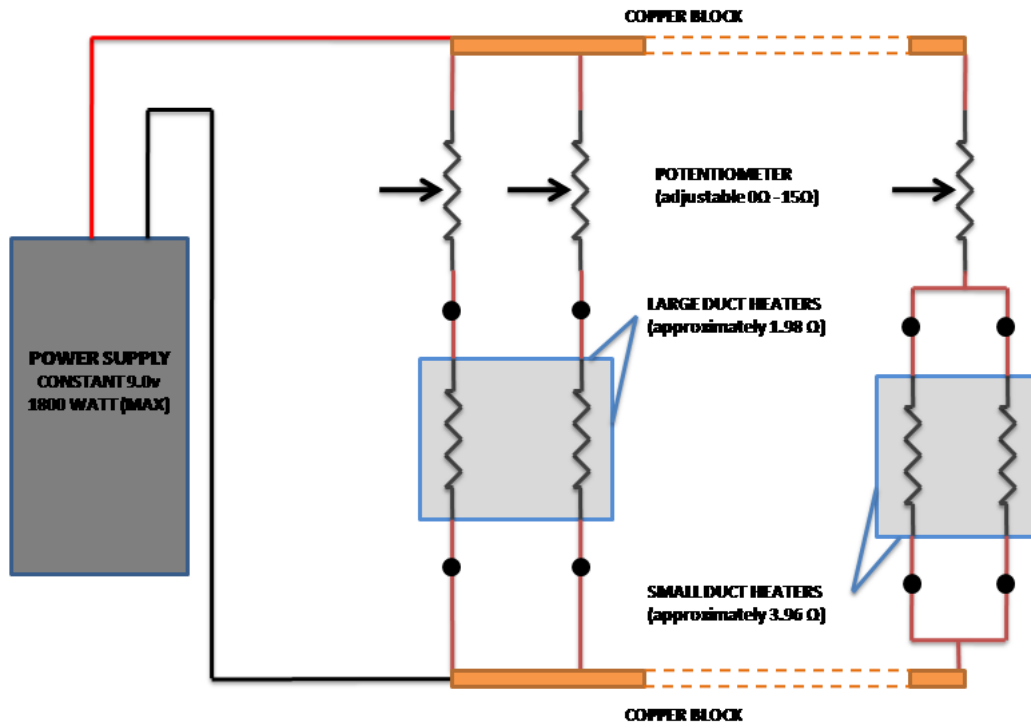 COPPER BLOCK
POTENTIOMETER
(adjustable 0Ω -15Ω)
LARGE DUCT HEATERS
(approximately 1.98 Ω)
POWER SUPPLY
CONSTANT 9.0v
1800 WATT (MAX)
SMALL DUCT HEATERS
(approximately 3.96 Ω)
COPPER BLOCK